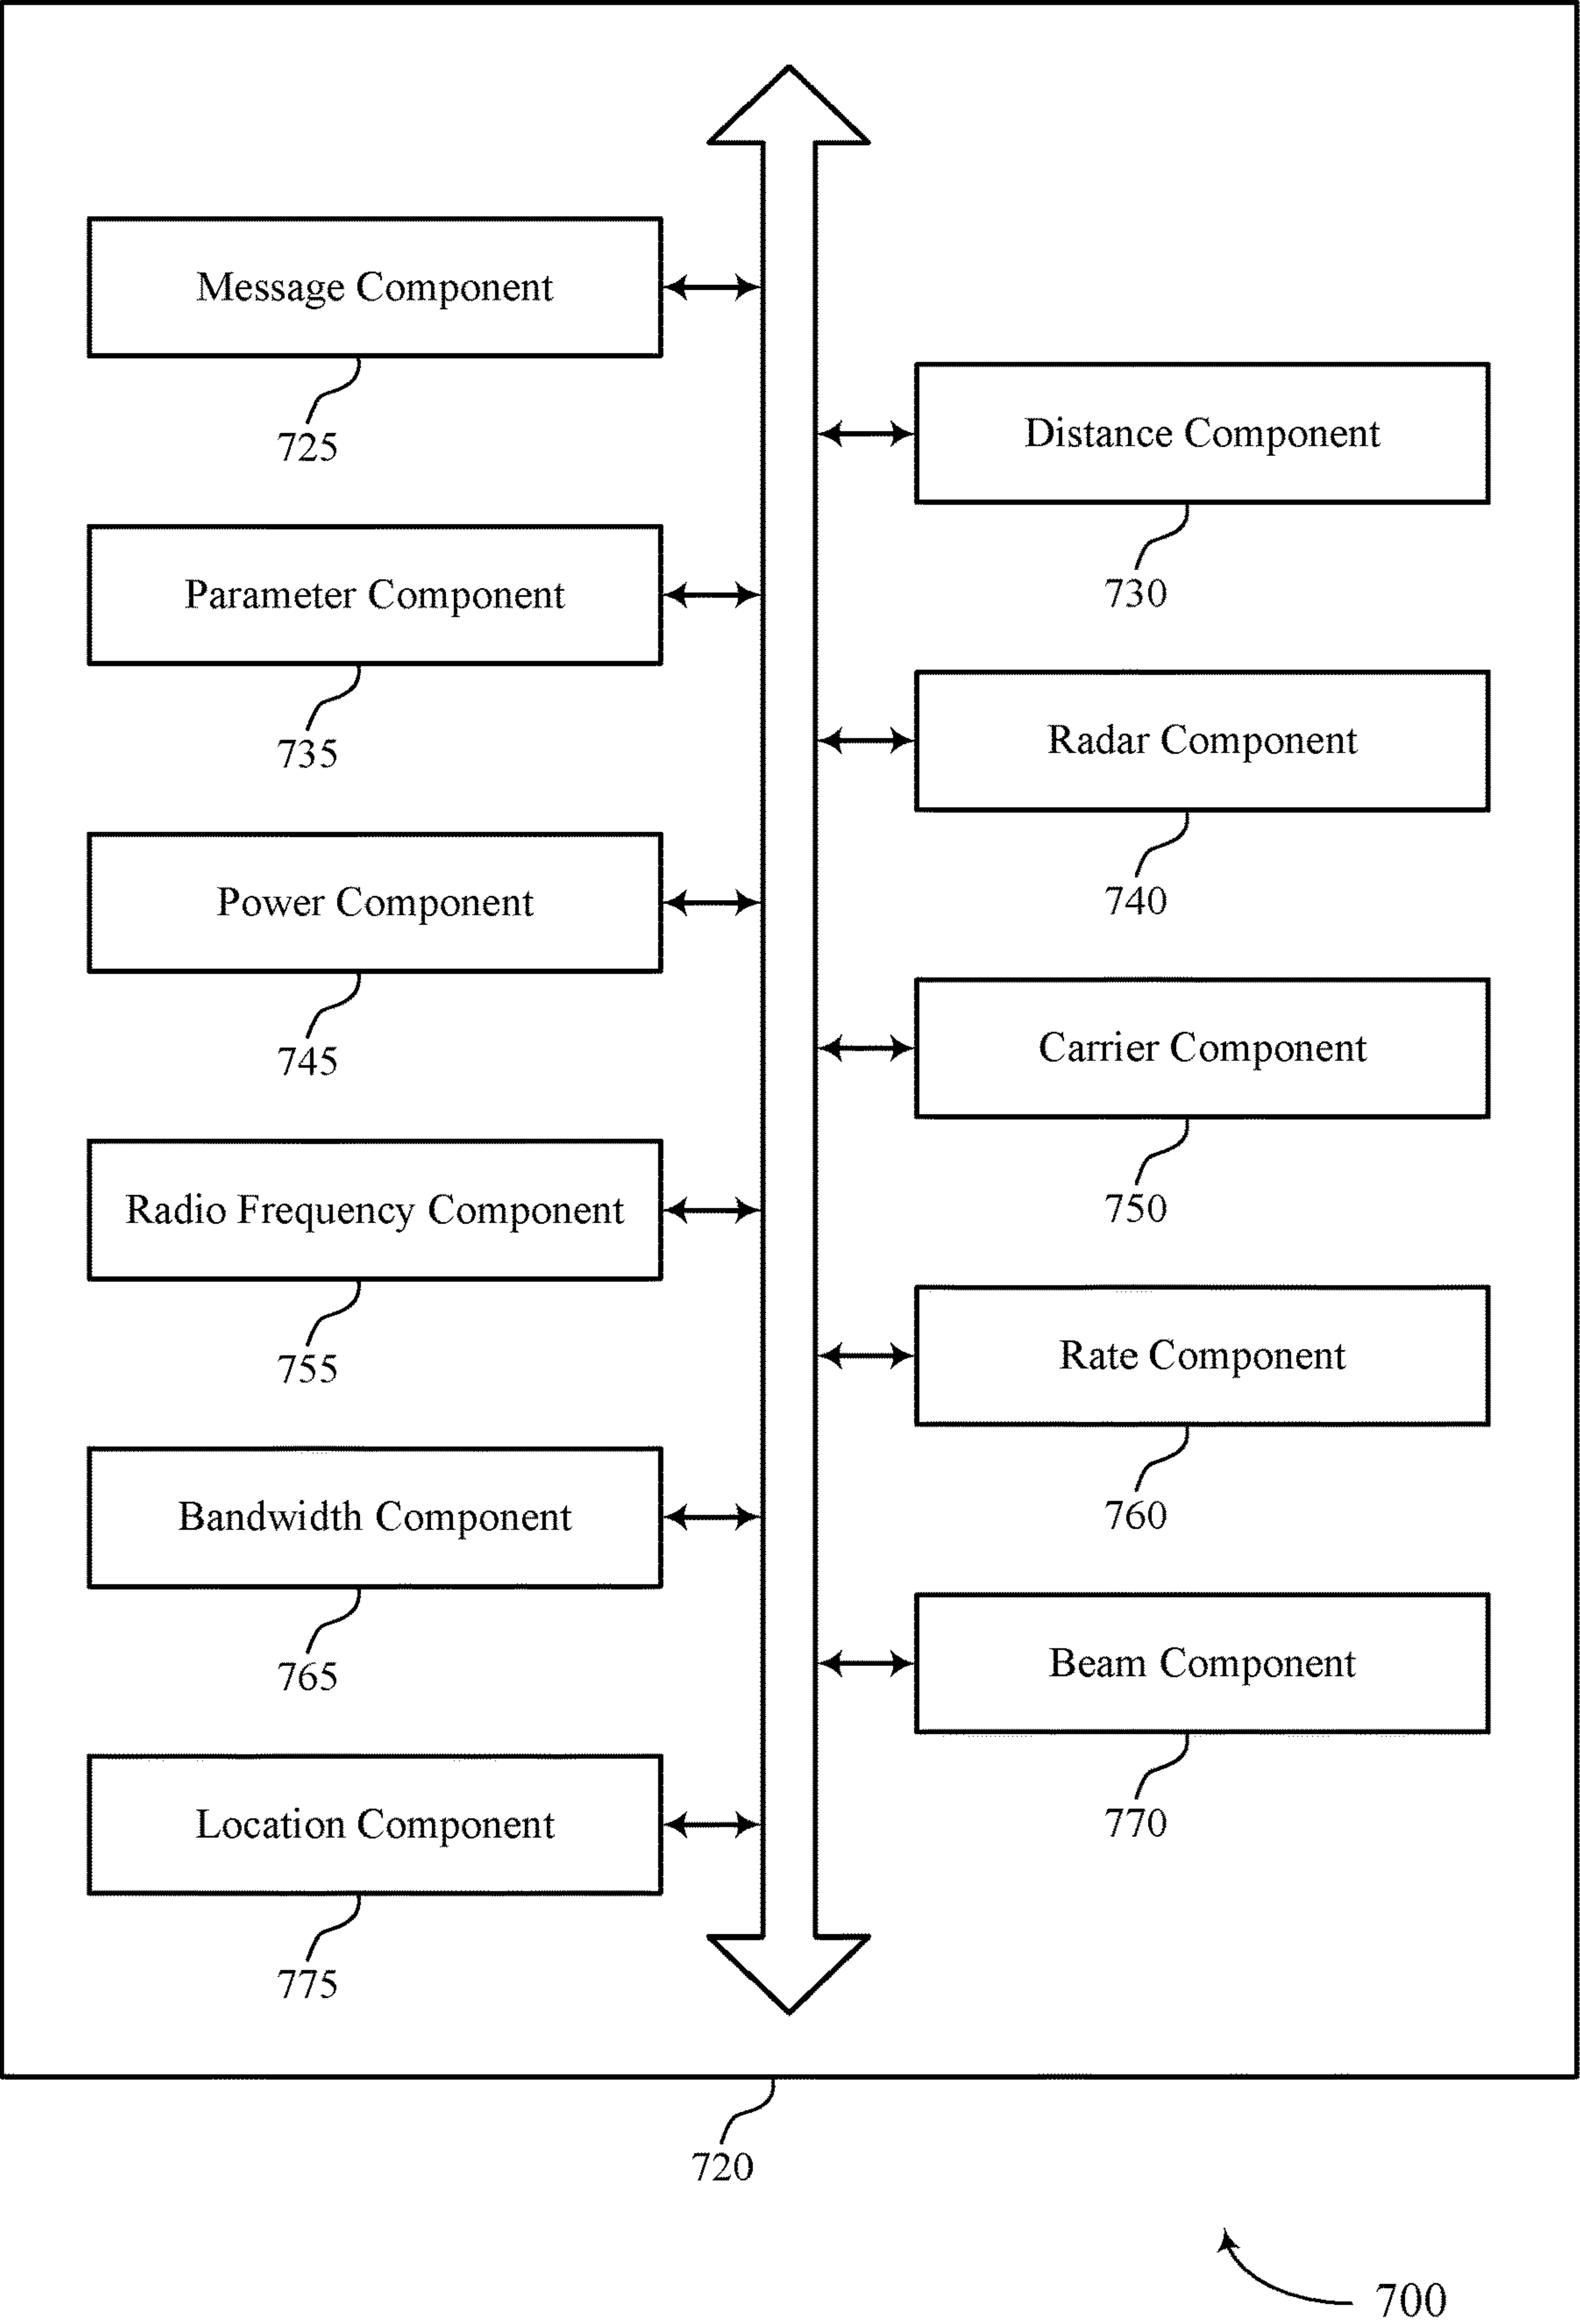 Message Component
725
Distance Component
730
Parameter Component
735
Radar Component
740
Power Component
745
Carrier Component
750
Radio Frequency Component
755
Rate Component
760
Bandwidth Component
765
Beam Component
770
Location Component
775
720
700